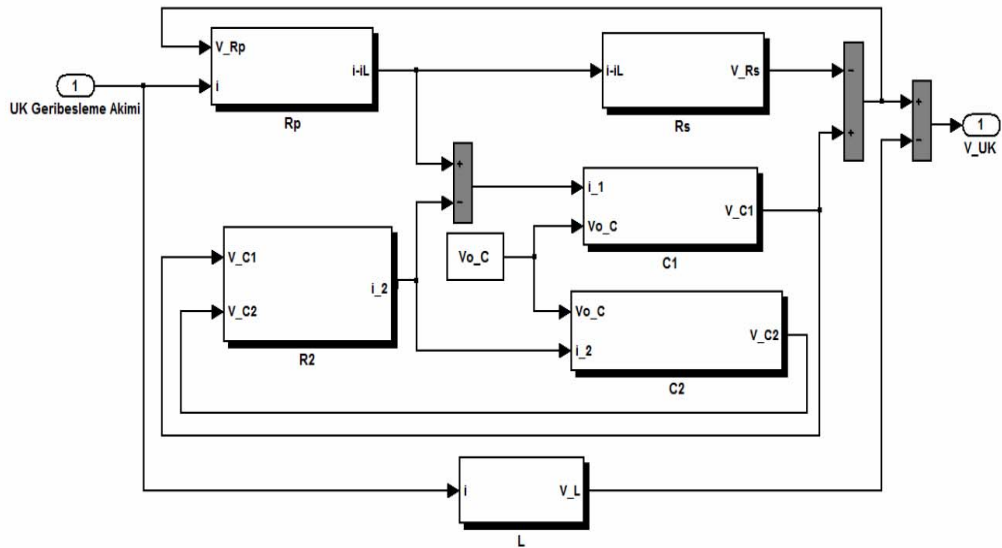 V_Rp
i
i-iL
Rp
1
UK Geribesleme Akimi
i-iL
V_Rs
Rs
−
+
+
−
1
V_UK
+
−
i_1
Vo_C
V_C1
C1
Vo_C
V_C1
V_C2
i_2
R2
Vo_C
i_2
V_C2
C2
i
V_L
L